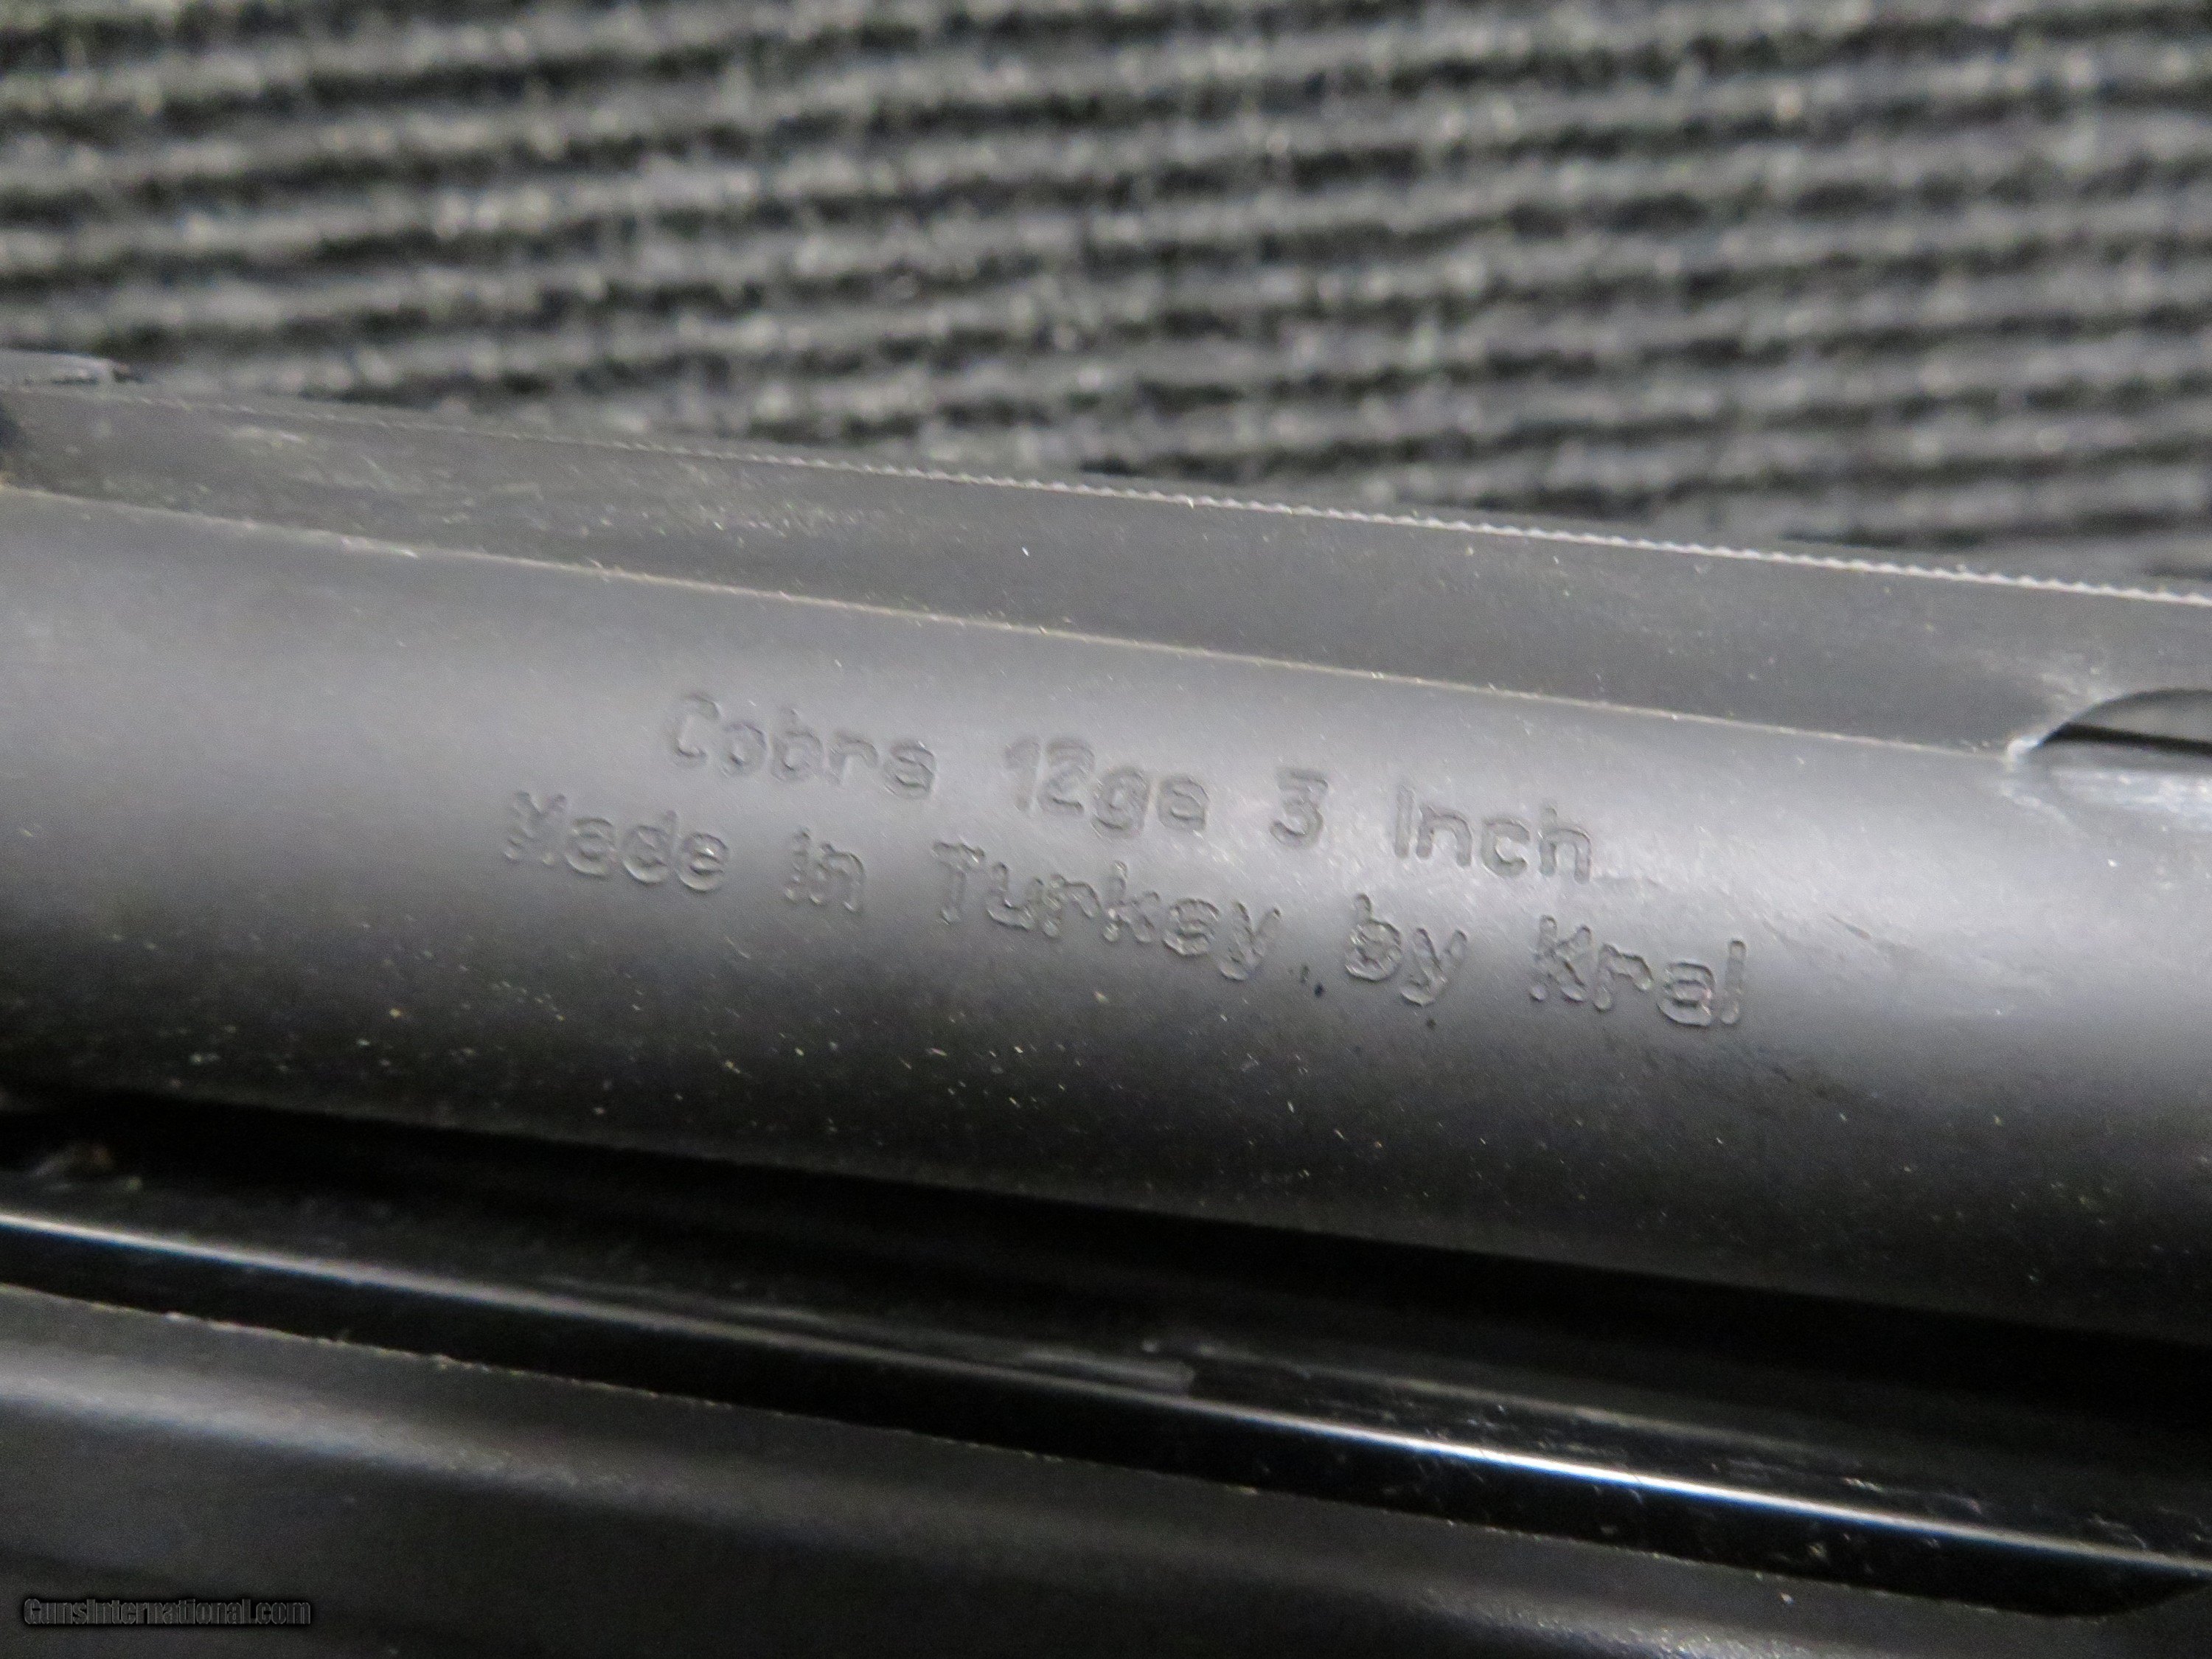 Cobra 12ga 3 Inch
Made in Turkey by Kral
GunsInternational.com